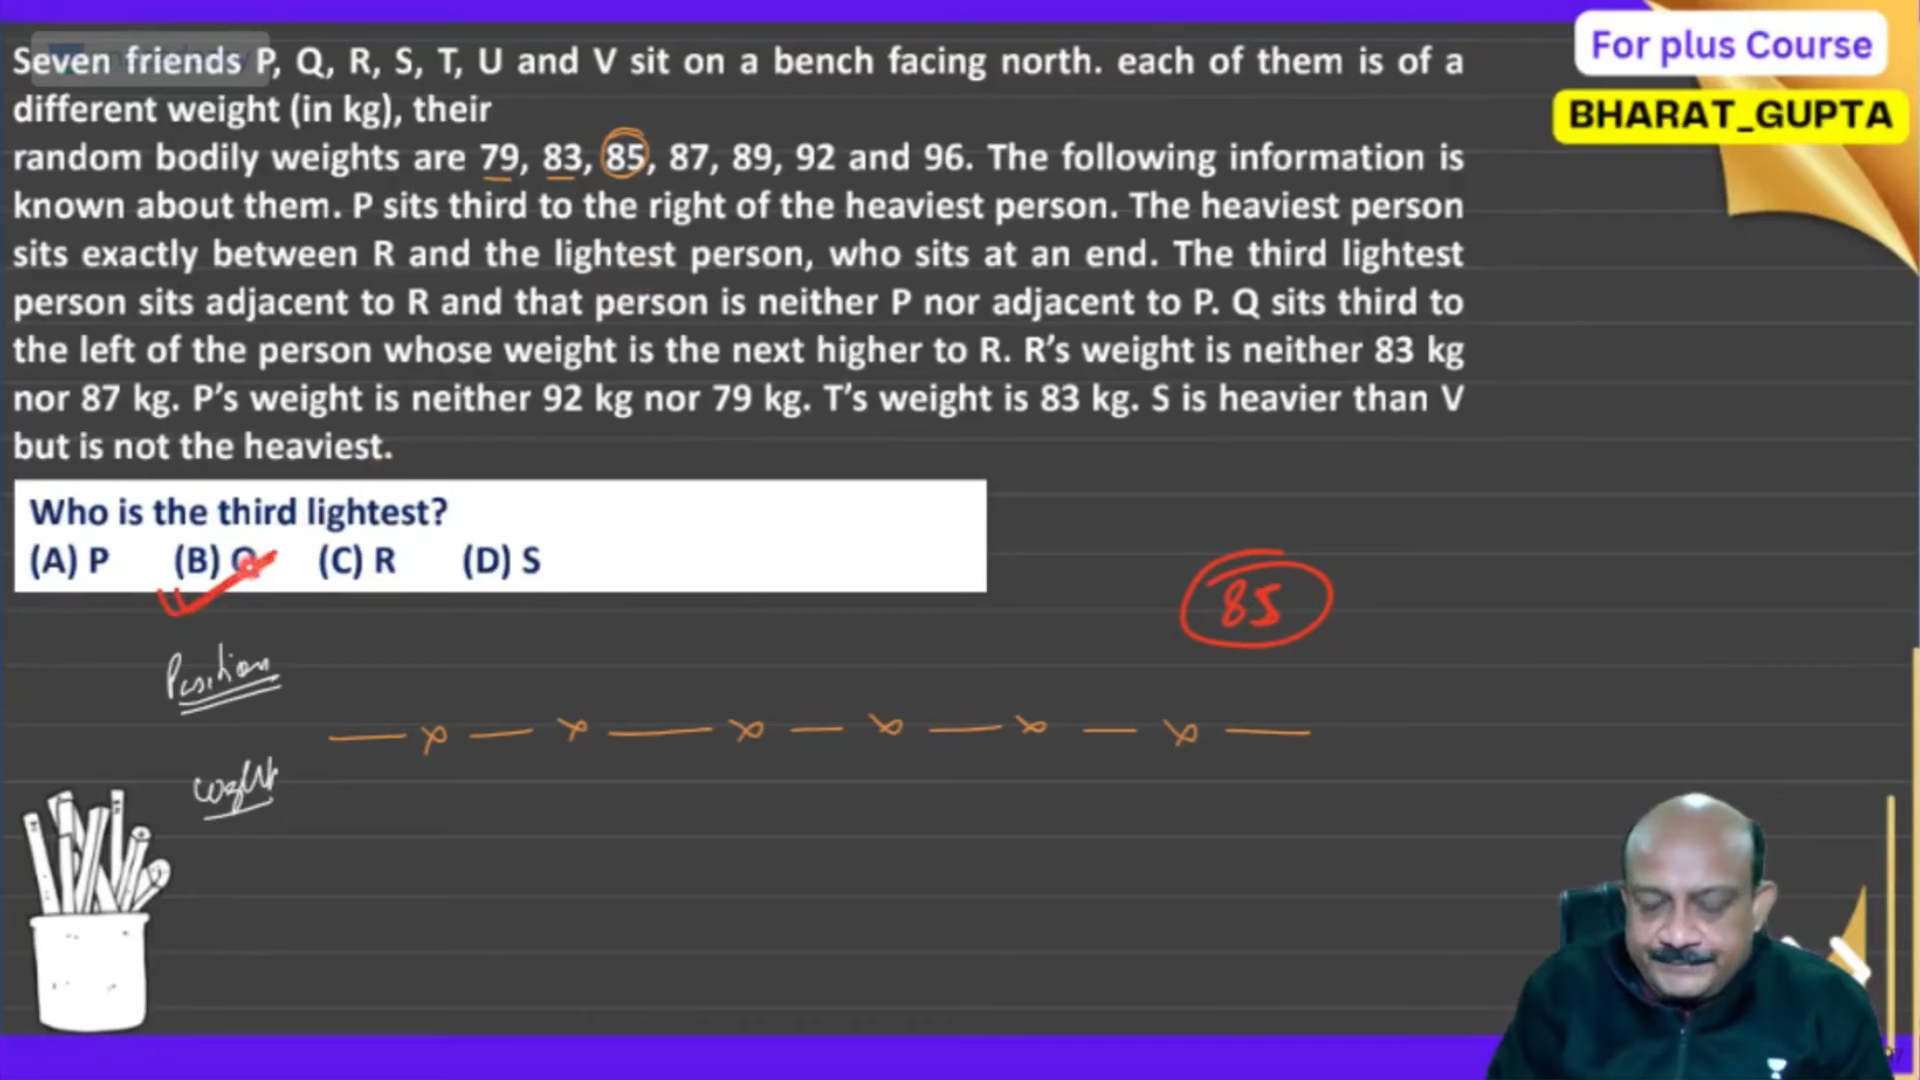 For plus Course
BHARAT_GUPTA
Seven friends P, Q, R, S, T, U and V sit on a bench facing north. each of them is of a
different weight (in kg), their
random bodily weights are 79, 83, 85, 87, 89, 92 and 96. The following information is
known about them. P sits third to the right of the heaviest person. The heaviest person
sits exactly between R and the lightest person, who sits at an end. The third lightest
person sits adjacent to R and that person is neither P nor adjacent to P. Q sits third to
the left of the person whose weight is the next higher to R. R’s weight is neither 83 kg
nor 87 kg. P’s weight is neither 92 kg nor 79 kg. T’s weight is 83 kg. S is heavier than V
but is not the heaviest.
Who is the third lightest?
(A) P (B) Q (C) R (D) S
85
Position
weight